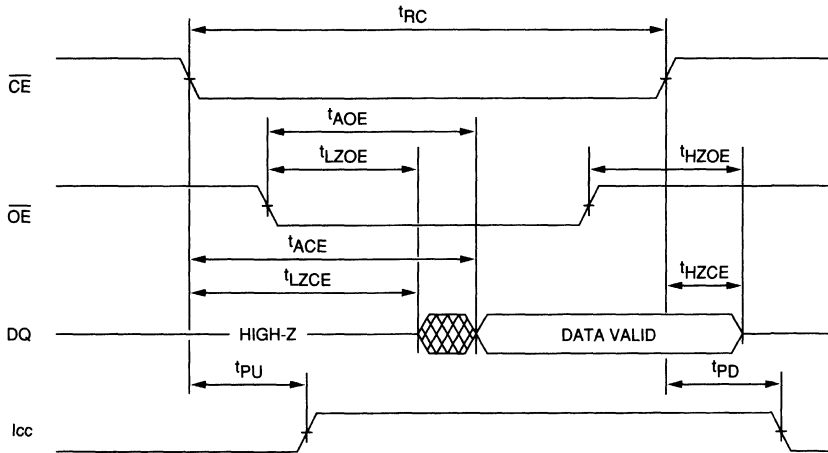 tRC
CE
tAOE
tLZOE
tHZOE
OE
tACE
tLZCE
tHZCE
DQ
HIGH-Z
DATA VALID
tPU
tPD
Icc